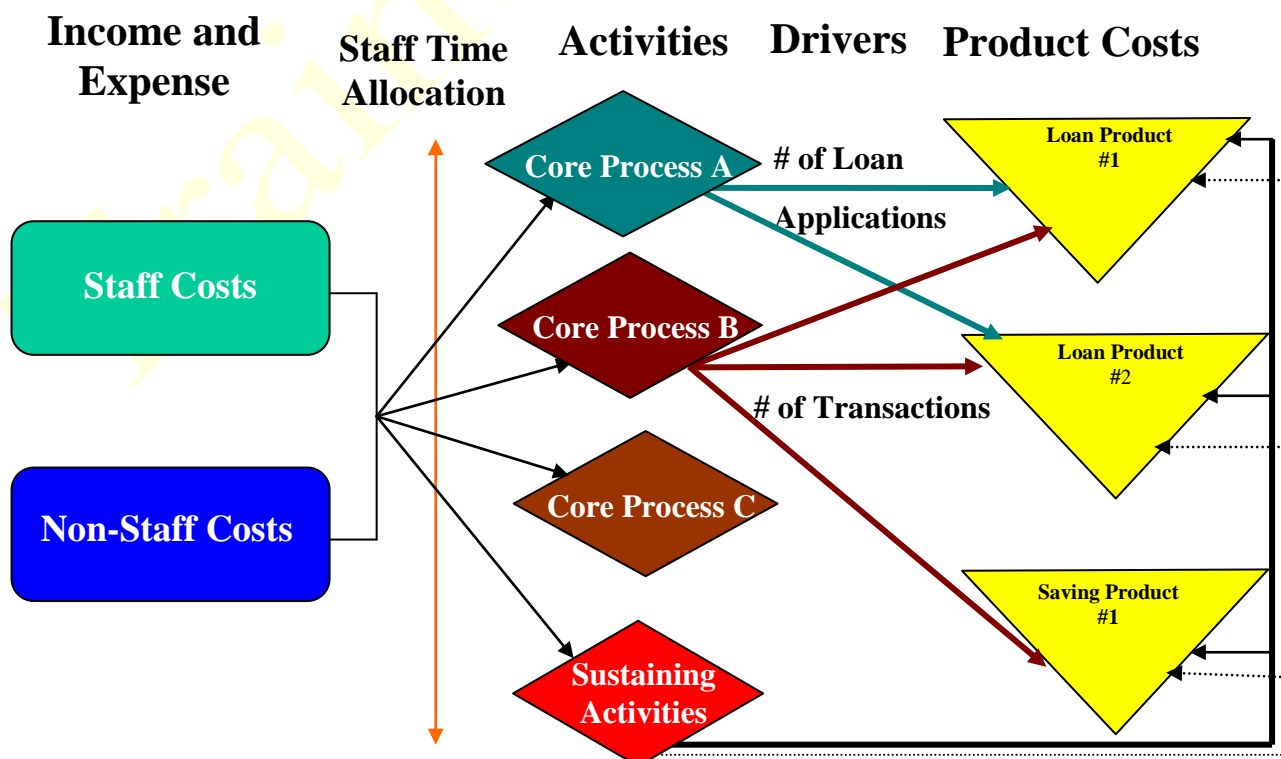 Income and
Expense
Staff Time
Allocation
Activities
Drivers
Product Costs
Staff Costs
Non-Staff Costs
Core Process A
Core Process B
Core Process C
Sustaining
Activities
# of Loan
Applications
# of Transactions
Loan Product
#1
Loan Product
#2
Saving Product
#1